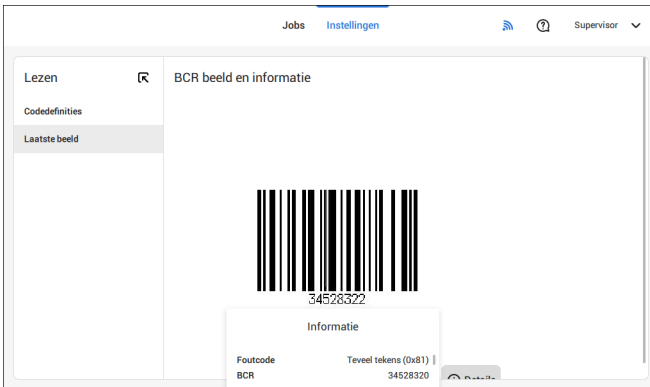 Jobs Instellingen Supervisor
Lezen
BCR beeld en informatie
Codedefinities
Laatste beeld
34528322
Informatie
Foutcode Teveel tekens (0x81)
BCR 34528320
Details